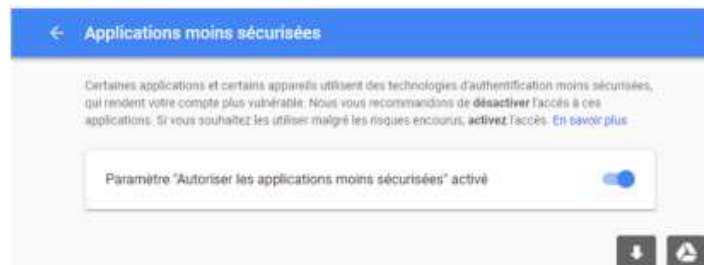 Applications moins sécurisées
Certaines applications et certains appareils utilisent des technologies d'authentification moins sécurisées,
qui rendent votre compte plus vulnérable. Nous vous recommandons de désactiver l'accès à ces
applications. Si vous souhaitez les utiliser malgré les risques encourus, activez l'accès. En savoir plus
Paramètre "Autoriser les applications moins sécurisées" activé